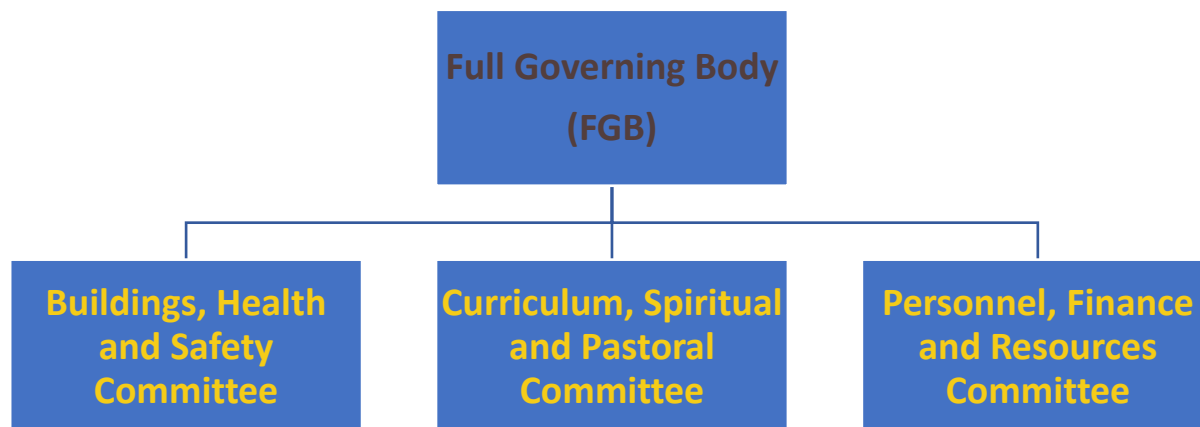 Full Governing Body
(FGB)
Buildings, Health
and Safety
Committee
Curriculum, Spiritual
and Pastoral
Committee
Personnel, Finance
and Resources
Committee